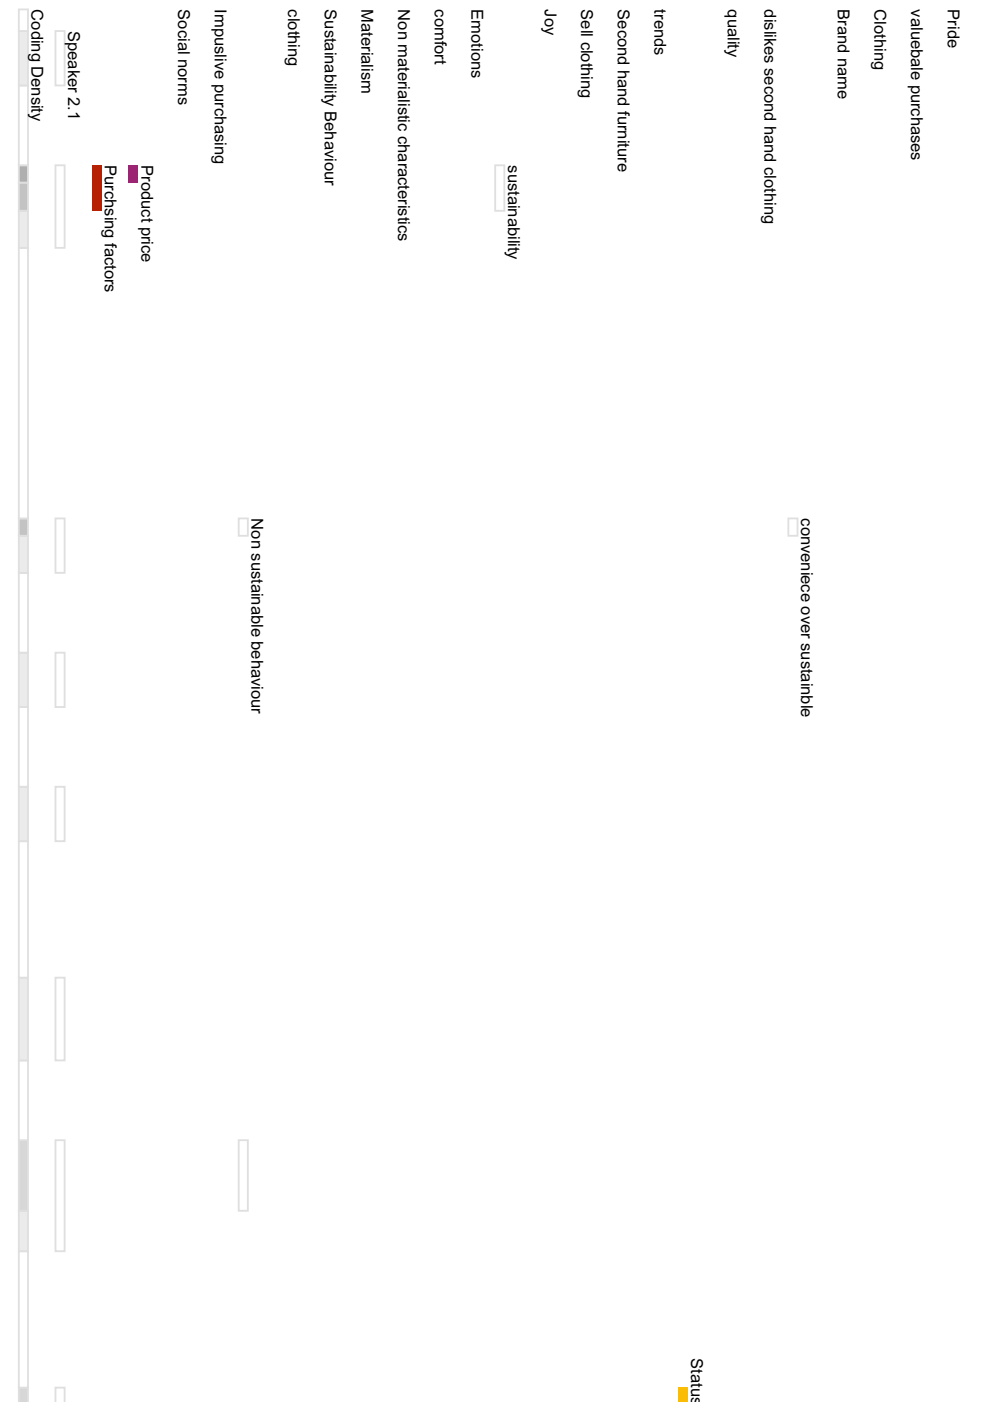 Pride
valuebale purchases
Clothing
Brand name
conveniece over sustainble
dislikes second hand clothing
quality
Status
trends
Second hand furniture
Sell clothing
Joy
sustainability
Emotions
comfort
Non materialistic characteristics
Materialism
Sustainability Behaviour
clothing
Non sustainable behaviour
Impuslive purchasing
Social norms
Product price
Purchsing factors
Speaker 2.1
Coding Density